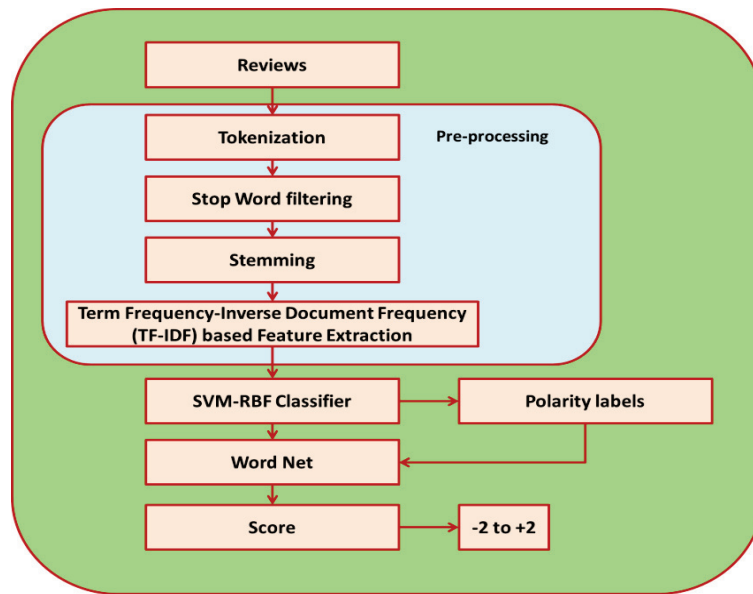 Reviews
Tokenization
Pre-processing
Stop Word filtering
Stemming
Term Frequency-Inverse Document Frequency
(TF-IDF) based Feature Extraction
SVM-RBF Classifier
Polarity labels
Word Net
Score
-2 to +2